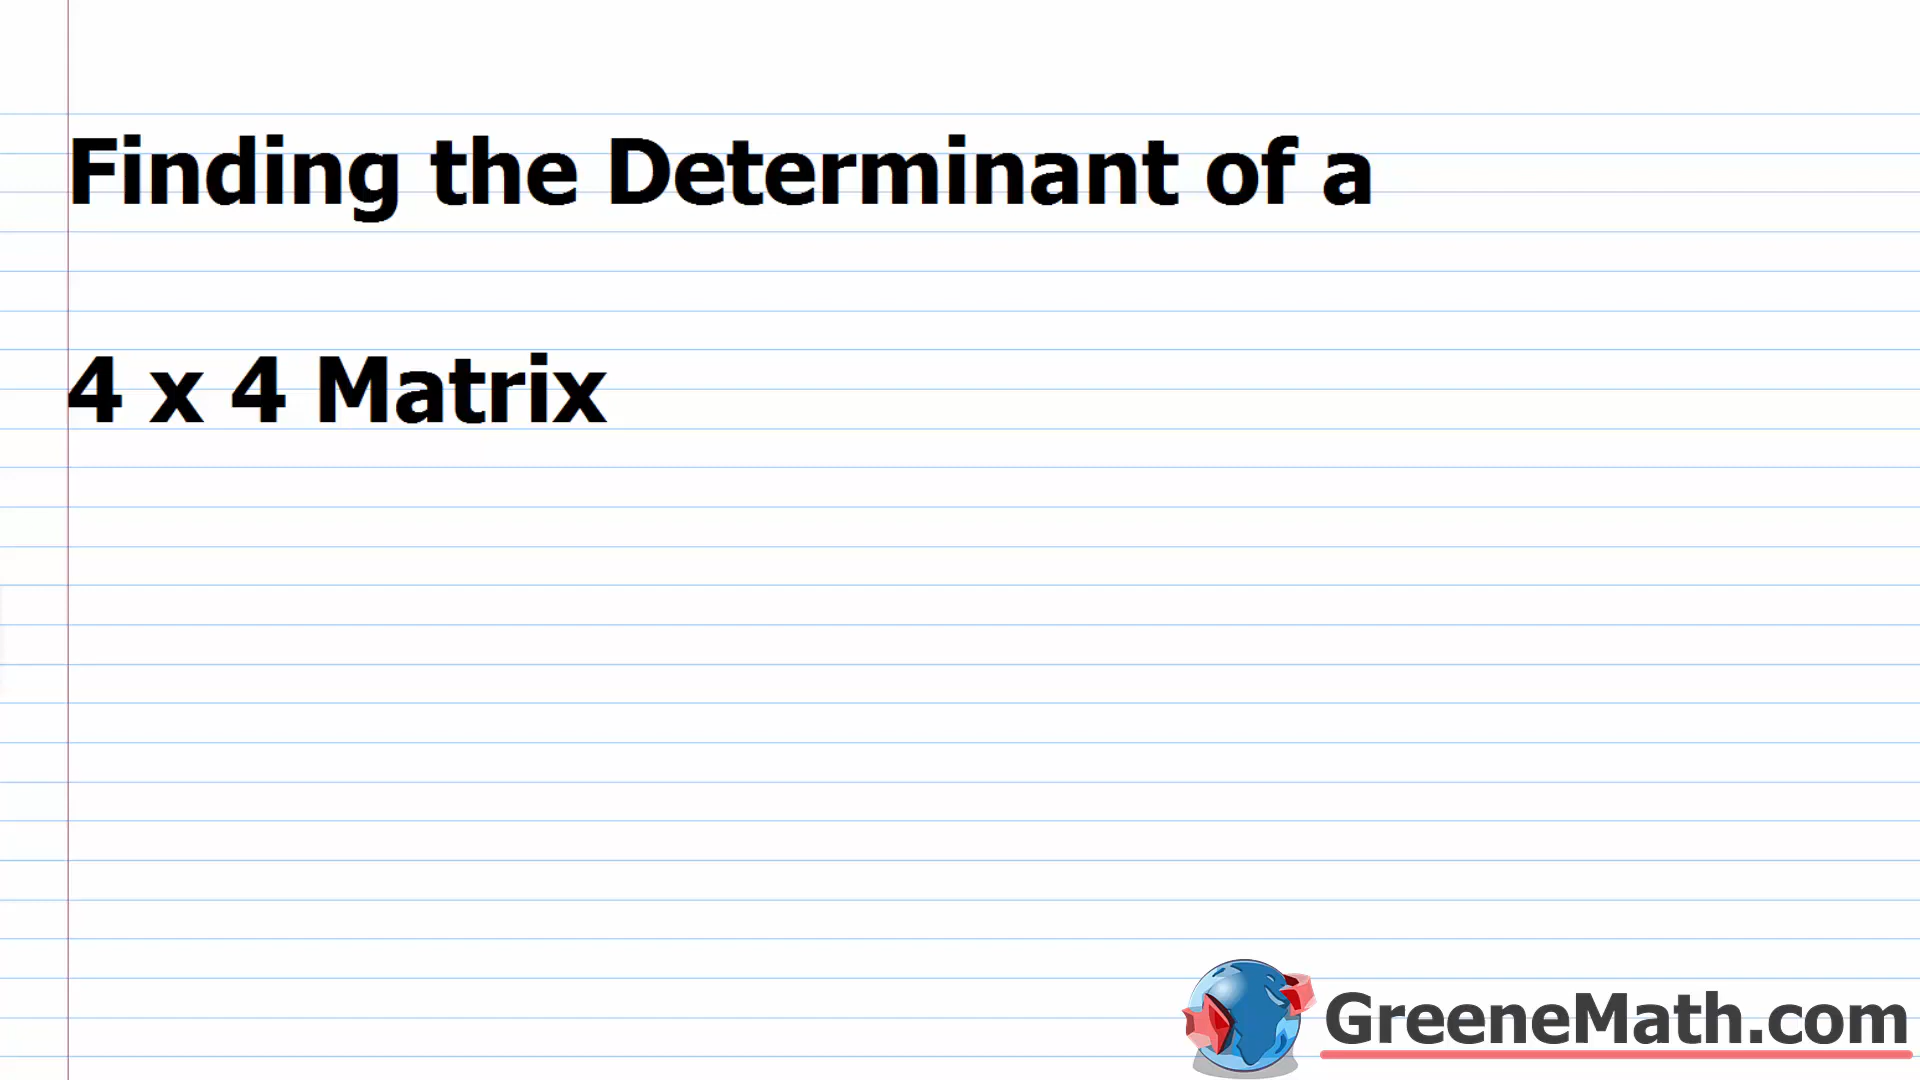 Finding the Determinant of a
4 x 4 Matrix
GreeneMath.com